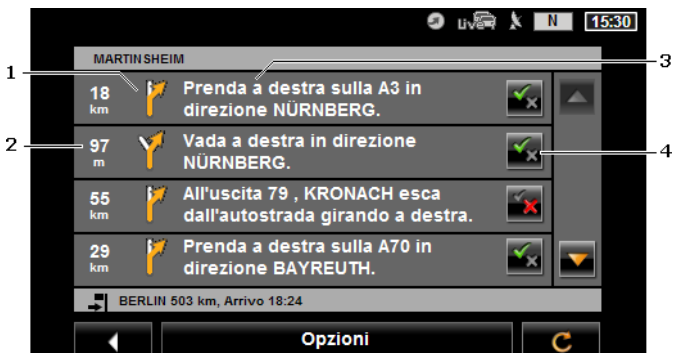 Live N 15:30
MARTINSHEIM
1
3
18 km
Prenda a destra sulla A3 in
direzione NÜRNBERG.
2
97 m
Vada a destra in direzione
NÜRNBERG.
4
55 km
All'uscita 79 , KRONACH esca
dall'autostrada girando a destra.
29 km
Prenda a destra sulla A70 in
direzione BAYREUTH.
BERLIN 503 km, Arrivo 18:24
Opzioni